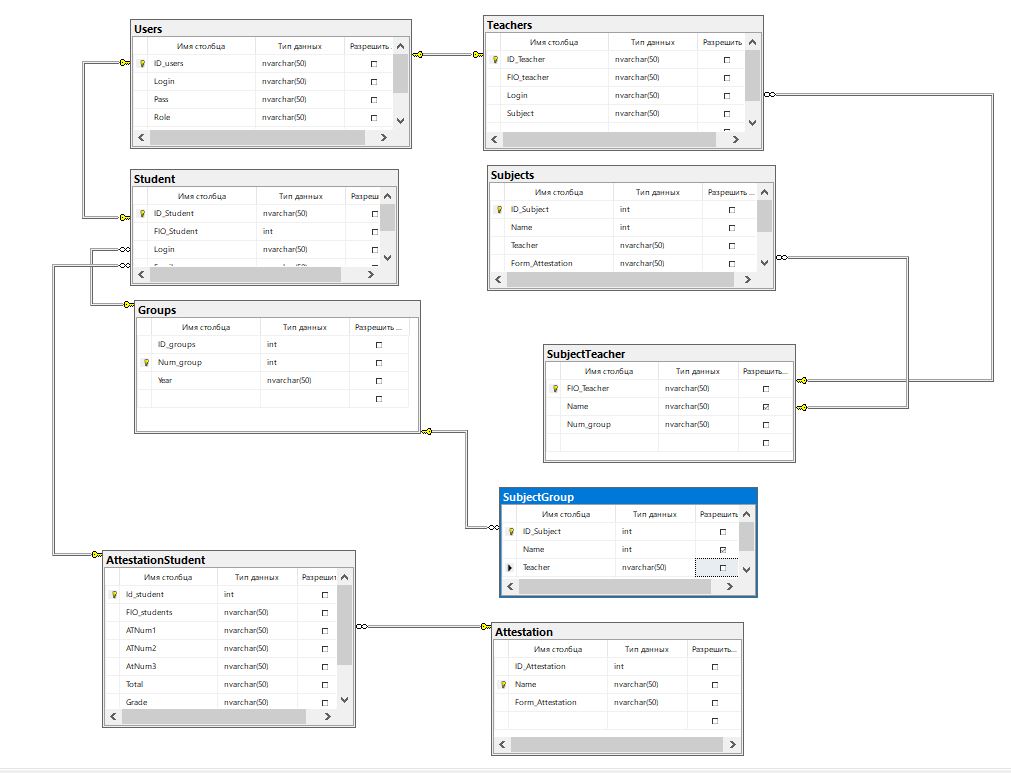 Users
Имя столбца Тип данных Разрешить
ID_users nvarchar(50)
Login nvarchar(50)
Pass nvarchar(50)
Role nvarchar(50)
Teachers
Имя столбца Тип данных Разрешить
ID_Teacher nvarchar(50)
FIO_teacher nvarchar(50)
Login nvarchar(50)
Subject nvarchar(50)
Student
Имя столбца Тип данных Разреш
ID_Student nvarchar(50)
FIO_Student int
Login nvarchar(50)
Subjects
Имя столбца Тип данных Разрешить ...
ID_Subject int
Name int
Teacher nvarchar(50)
Form_Attestation nvarchar(50)
Groups
Имя столбца Тип данных Разрешить ...
ID_groups int
Num_group int
Year nvarchar(50)
SubjectTeacher
Имя столбца Тип данных Разрешить...
FIO_Teacher nvarchar(50)
Name nvarchar(50)
Num_group nvarchar(50)
SubjectGroup
Имя столбца Тип данных Разрешить
ID_Subject int
Name int
Teacher nvarchar(50)
AttestationStudent
Имя столбца Тип данных Разрешит
Id_student int
FIO_students nvarchar(50)
ATNum1 nvarchar(50)
ATNum2 nvarchar(50)
AtNum3 nvarchar(50)
Total nvarchar(50)
Grade nvarchar(50)
Attestation
Имя столбца Тип данных Разрешить...
ID_Attestation int
Name nvarchar(50)
Form_Attestation nvarchar(50)